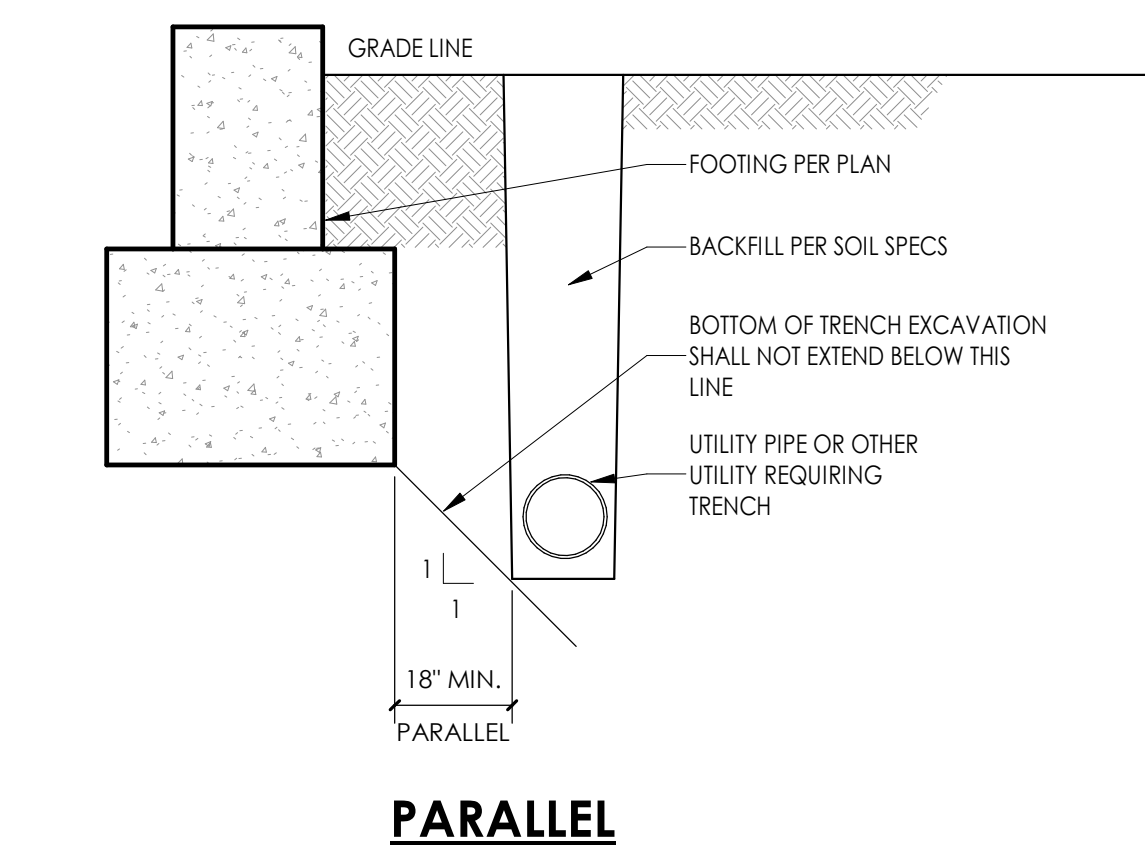 GRADE LINE
FOOTING PER PLAN
BACKFILL PER SOIL SPECS
BOTTOM OF TRENCH EXCAVATION
SHALL NOT EXTEND BELOW THIS
LINE
UTILITY PIPE OR OTHER
UTILITY REQUIRING
TRENCH
1
1
18" MIN.
PARALLEL
PARALLEL